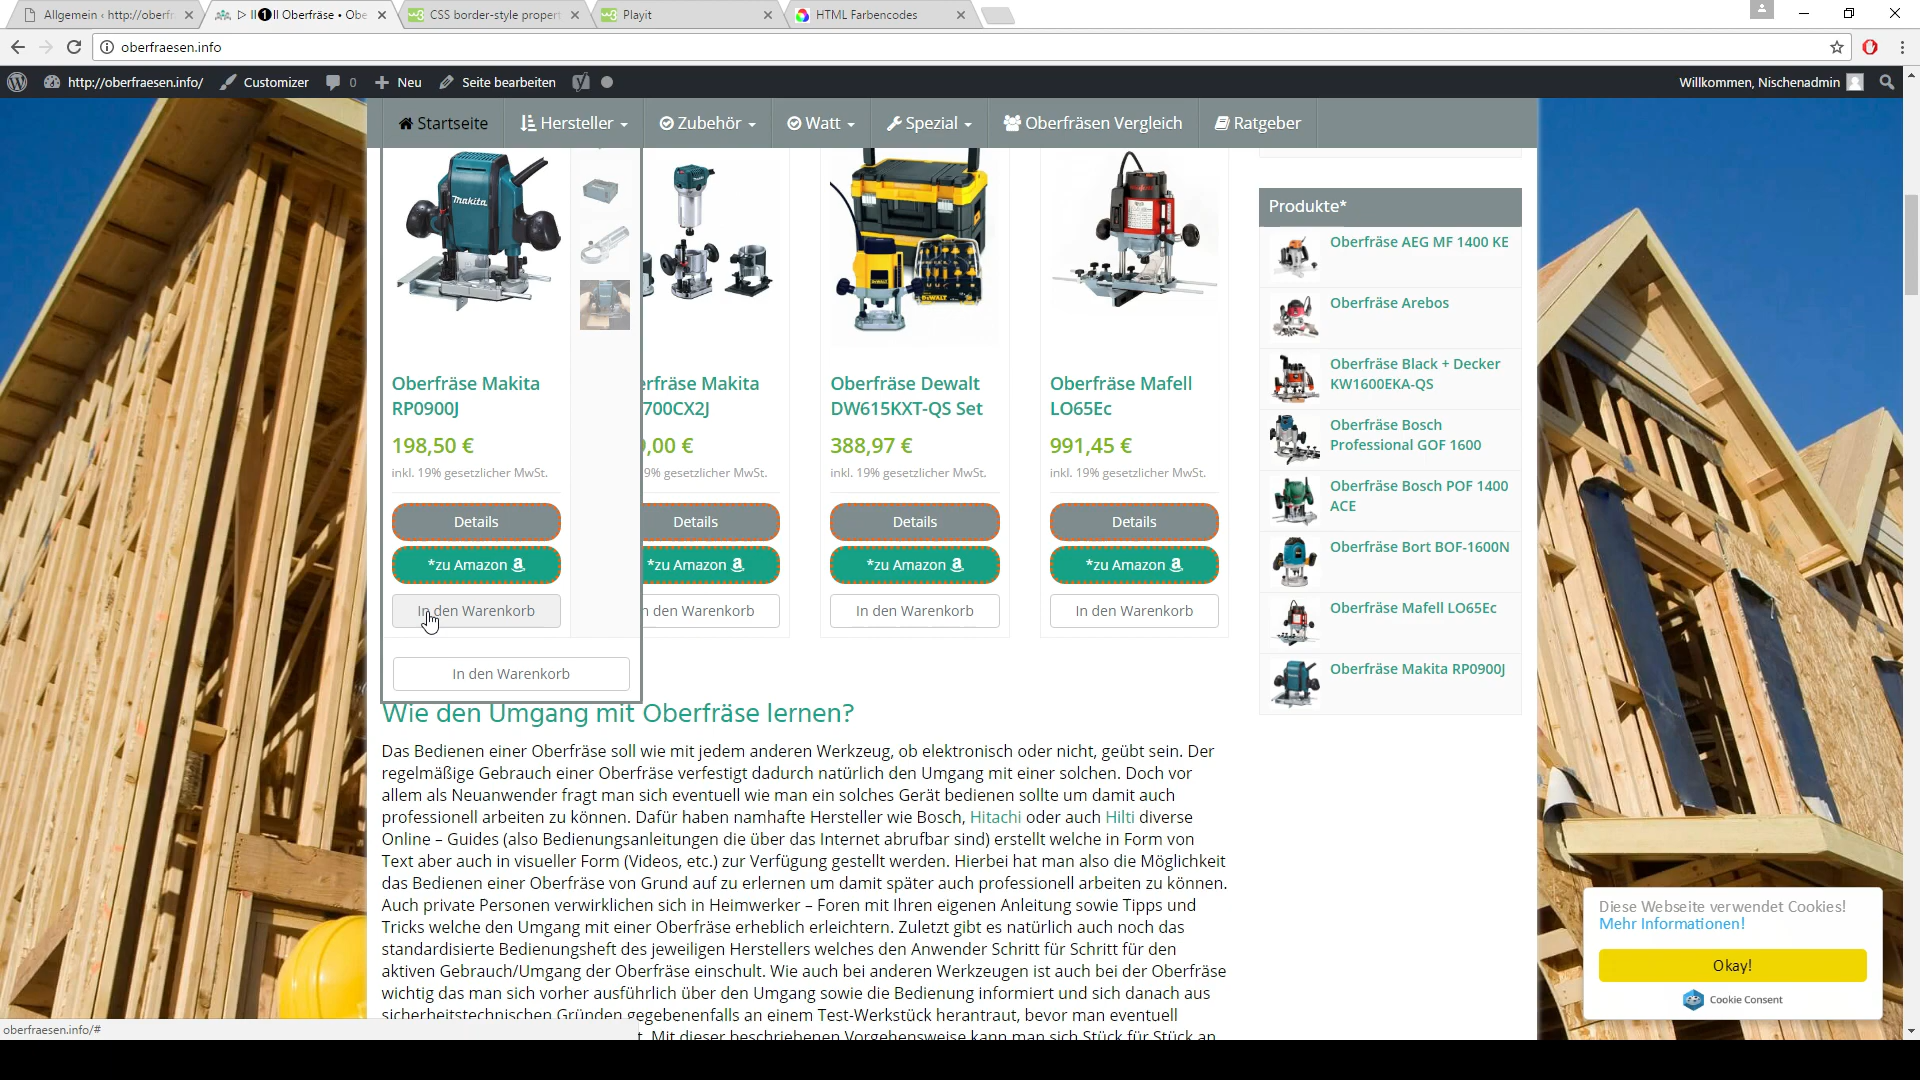 Allgemein ‹ http://oberfr
▷ II➊II Oberfräse • Obe
CSS border-style propert
Playit
HTML Farbencodes
oberfraesen.info
http://oberfraesen.info/
Customizer
0
Neu
Seite bearbeiten
Willkommen, Nischenadmin
Startseite
Hersteller
Zubehör
Watt
Spezial
Oberfräsen Vergleich
Ratgeber
makita
DEWALT
Oberfräse Makita
RP0900J
198,50 €
inkl. 19% gesetzlicher MwSt.
Details
*zu Amazon
In den Warenkorb
In den Warenkorb
erfräse Makita
700CX2J
0,00 €
9% gesetzlicher MwSt.
Details
*zu Amazon
n den Warenkorb
Oberfräse Dewalt
DW615KXT-QS Set
388,97 €
inkl. 19% gesetzlicher MwSt.
Details
*zu Amazon
In den Warenkorb
Oberfräse Mafell
LO65Ec
991,45 €
inkl. 19% gesetzlicher MwSt.
Details
*zu Amazon
In den Warenkorb
Produkte*
Oberfräse AEG MF 1400 KE
Oberfräse Arebos
Oberfräse Black + Decker
KW1600EKA-QS
Oberfräse Bosch
Professional GOF 1600
Oberfräse Bosch POF 1400
ACE
Oberfräse Bort BOF-1600N
Oberfräse Mafell LO65Ec
Oberfräse Makita RP0900J
Wie den Umgang mit Oberfräse lernen?
Das Bedienen einer Oberfräse soll wie mit jedem anderen Werkzeug, ob elektronisch oder nicht, geübt sein. Der
regelmäßige Gebrauch einer Oberfräse verfestigt dadurch natürlich den Umgang mit einer solchen. Doch vor
allem als Neuanwender fragt man sich eventuell wie man ein solches Gerät bedienen sollte um damit auch
professionell arbeiten zu können. Dafür haben namhafte Hersteller wie Bosch, Hitachi oder auch Hilti diverse
Online – Guides (also Bedienungsanleitungen die über das Internet abrufbar sind) erstellt welche in Form von
Text aber auch in visueller Form (Videos, etc.) zur Verfügung gestellt werden. Hierbei hat man also die Möglichkeit
das Bedienen einer Oberfräse von Grund auf zu erlernen um damit später auch professionell arbeiten zu können.
Auch private Personen verwirklichen sich in Heimwerker – Foren mit Ihren eigenen Anleitung sowie Tipps und
Tricks welche den Umgang mit einer Oberfräse erheblich erleichtern. Zuletzt gibt es natürlich auch noch das
standardisierte Bedienungsheft des jeweiligen Herstellers welches den Anwender Schritt für Schritt für den
aktiven Gebrauch/Umgang der Oberfräse einschult. Wie auch bei anderen Werkzeugen ist auch bei der Oberfräse
wichtig das man sich vorher ausführlich über den Umgang sowie die Bedienung informiert und sich danach aus
sicherheitstechnischen Gründen gegebenenfalls an einem Test-Werkstück herantraut, bevor man eventuell
t. Mit dieser beschriebenen Vorgehensweise kann man sich Stück für Stück an
Diese Webseite verwendet Cookies!
Mehr Informationen!
Okay!
Cookie Consent
oberfraesen.info/#